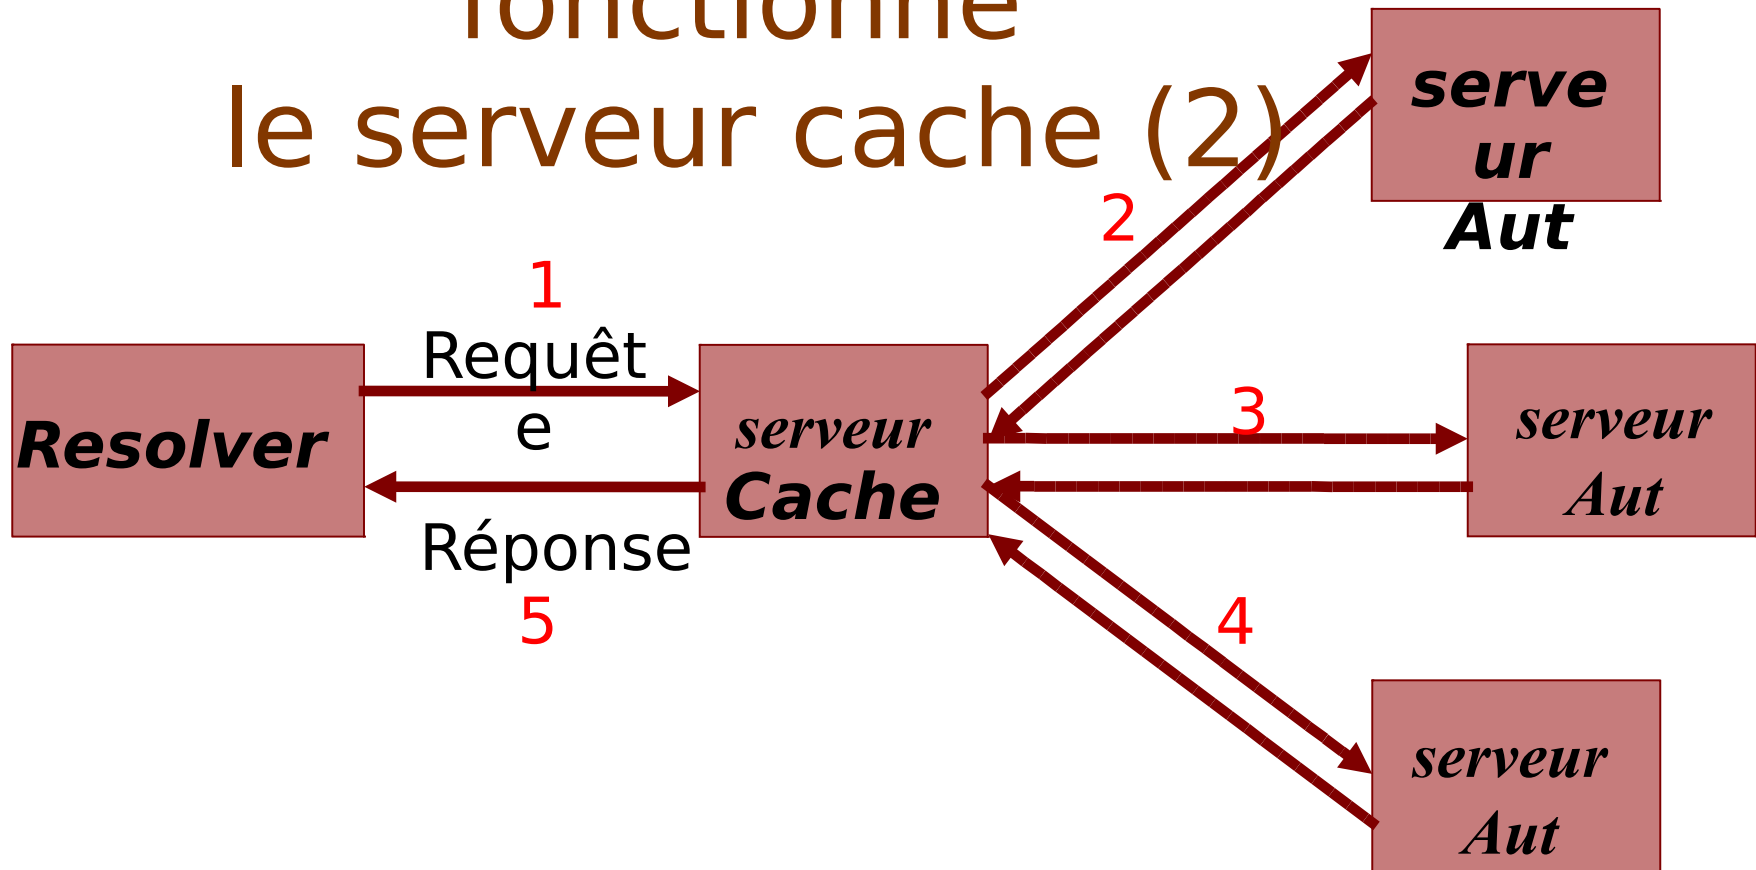 fonctionne
le serveur cache (2)
serve
ur
Aut
2
1
Requêt
e
3
Resolver
serveur
Cache
serveur
Aut
Réponse
5
4
serveur
Aut